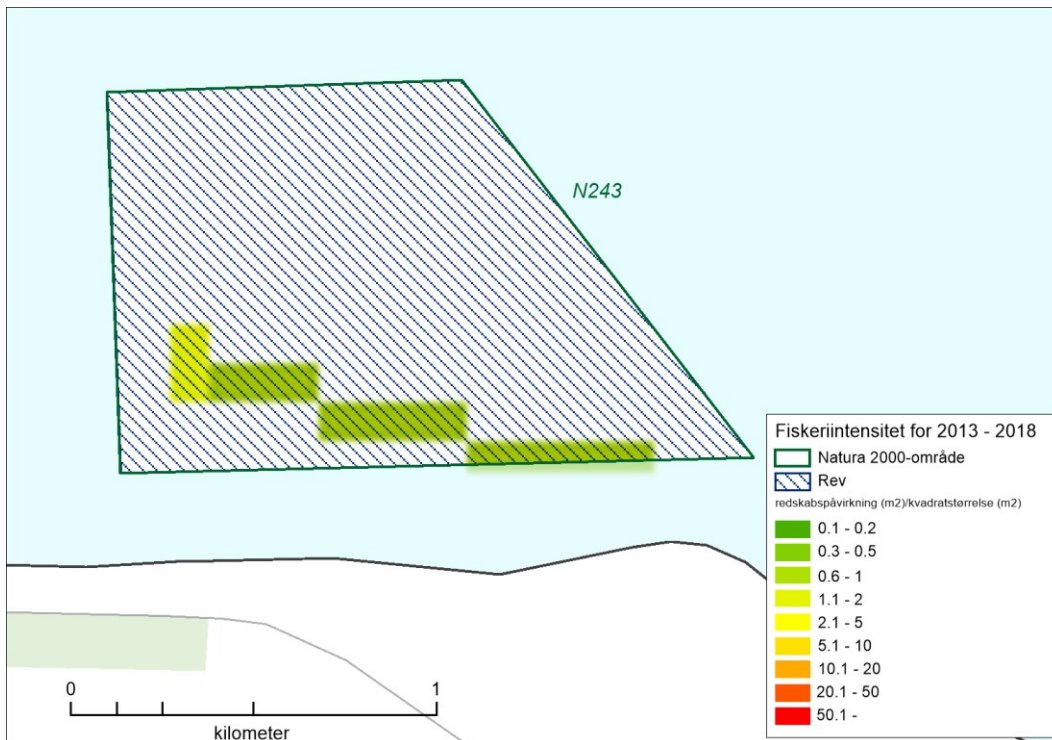 N243
Fiskeriintensitet for 2013 - 2018
Natura 2000-område
Rev
redskabspåvirkning (m2)/kvadratstørrelse (m2)
0.1 - 0.2
0.3 - 0.5
0.6 - 1
1.1 - 2
2.1 - 5
5.1 - 10
10.1 - 20
20.1 - 50
50.1 -
0 1
kilometer